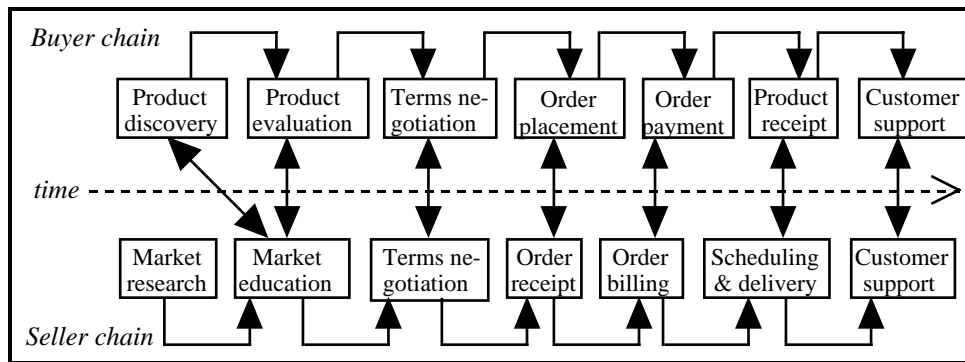 Buyer chain
Product
discovery
Product
evaluation
Terms ne-
gotiation
Order
placement
Order
payment
Product
receipt
Customer
support
time
Market
research
Market
education
Terms ne-
gotiation
Order
receipt
Order
billing
Scheduling
& delivery
Customer
support
Seller chain